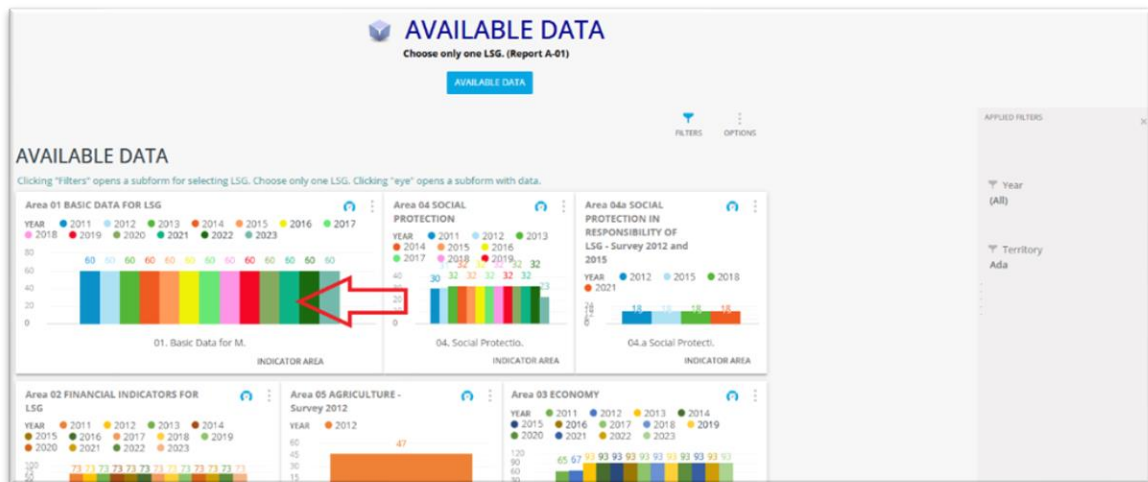 AVAILABLE DATA
Choose only one LSG. (Report A-01)
AVAILABLE DATA
FILTERS OPTIONS
APPLIED FILTERS ×
AVAILABLE DATA
Clicking "Filters" opens a subform for selecting LSG. Choose only one LSG. Clicking "eye" opens a subform with data.
Year
(All)
Territory
Ada
Area 01 BASIC DATA FOR LSG
YEAR 2011 2012 2013 2014 2015 2016 2017
2018 2019 2020 2021 2022 2023
80
60 60 60 60 60 60 60 60 60 60 60 60 60
60
40
20
0
01. Basic Data for M.
INDICATOR AREA
Area 04 SOCIAL
PROTECTION
YEAR 2011 2012 2013
2014 2015 2016
2017 2018 2019
32 32 32
40 30 32 32 32 32 32
23
20
0
04. Social Protectio.
INDICATOR AREA
Area 04a SOCIAL
PROTECTION IN
RESPONSIBILITY OF
LSG - Survey 2012 and
2015
YEAR 2012 2015 2018
2021
18 18 18 18
04.a Social Protecti.
INDICATOR AREA
Area 02 FINANCIAL INDICATORS FOR
LSG
YEAR 2011 2012 2013 2014
2015 2016 2017 2018 2019
2020 2021 2022 2023
100
73 73 73 73 73 73 73 73 73 73 73 73 73
Area 05 AGRICULTURE -
Survey 2012
YEAR 2012
60
47
45
30
15
Area 03 ECONOMY
YEAR 2011 2012 2013 2014
2015 2016 2017 2018 2019
2020 2021 2022 2023
120
90 65 67 93 93 93 93 93 93 93 93 93 93 93
60